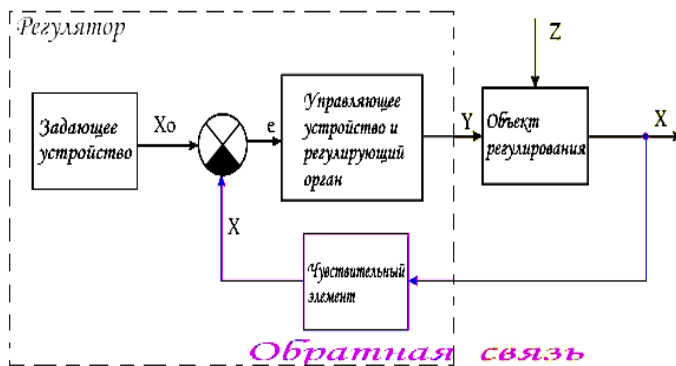 Регулятор
Z
Задающее
устройство
Xo
e
Управляющее
устройство и
регулирующий
орган
Y
Объект
регулирования
X
X
Чувствительный
элемент
Обратная связь